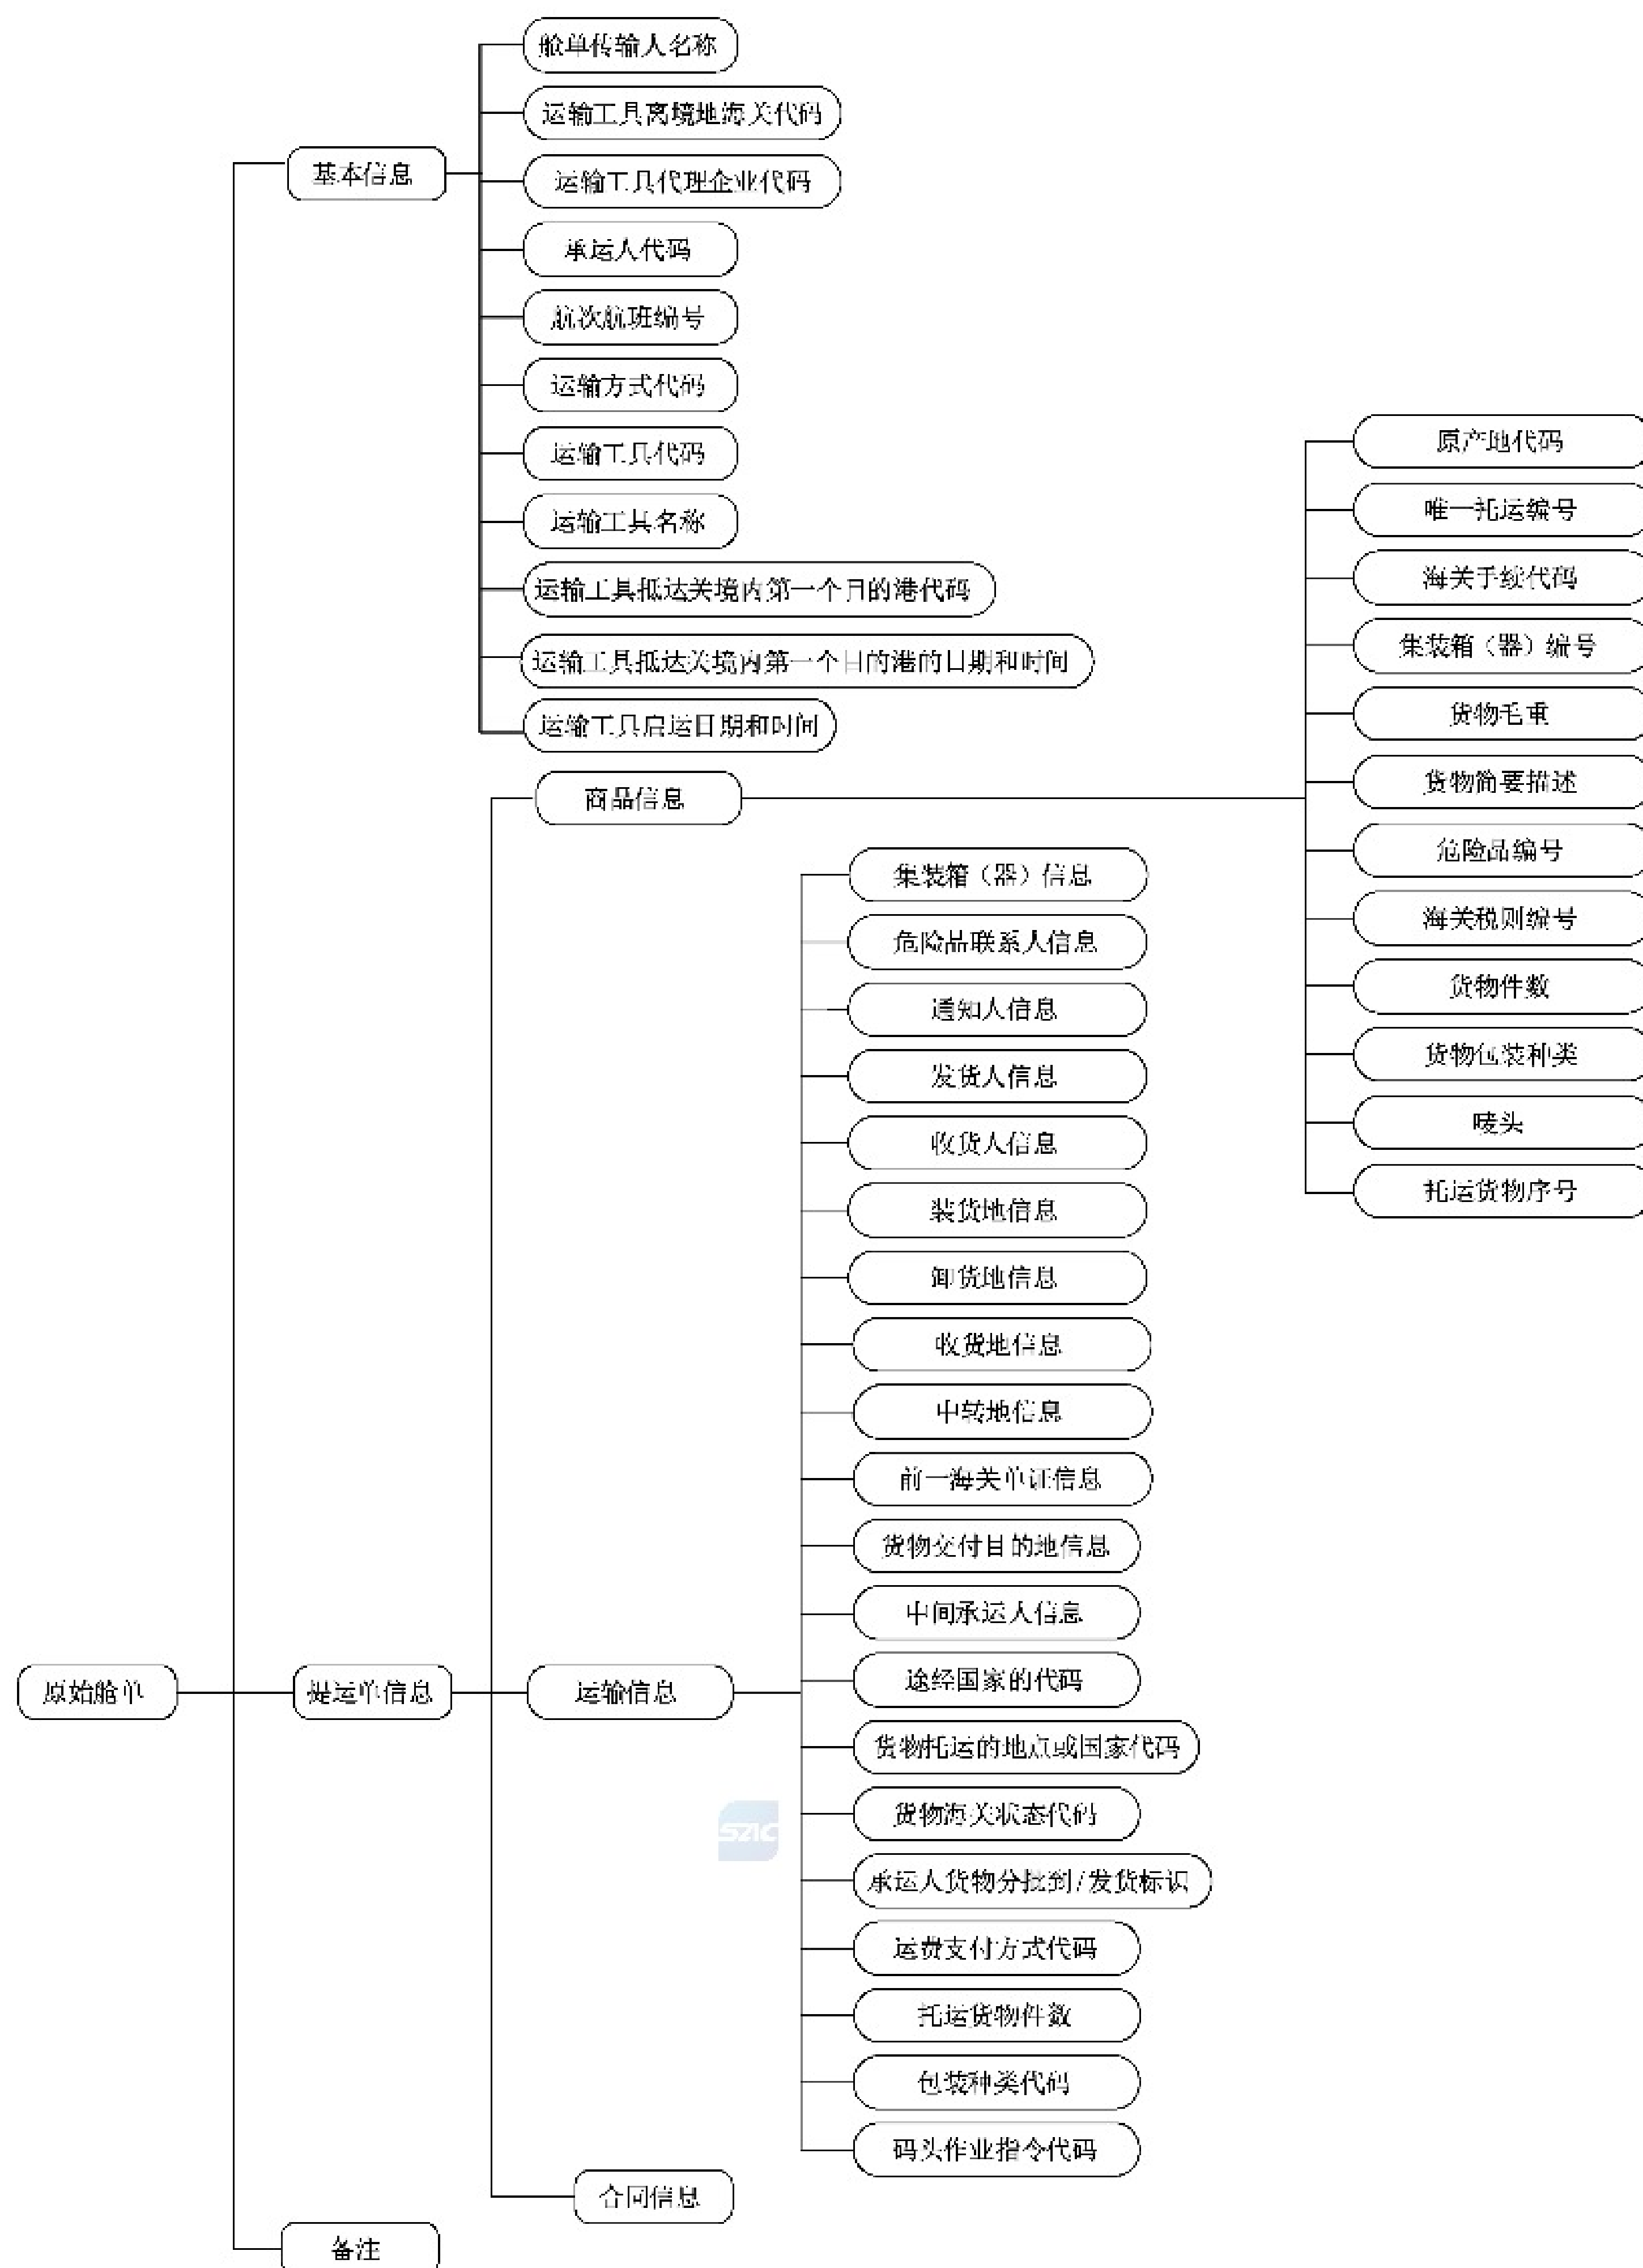 舱单传输人名称
运输工具离境地海关代码
基本信息
运输工具代理企业代码
承运人代码
航次航班编号
运输方式代码
运输工具代码
运输工具名称
运输工具抵达关境内第一个目的港代码
运输工具抵达关境内第一个目的港的日期和时间
运输工具启运日期和时间
商品信息
原产地代码
唯一托运编号
海关手续代码
集装箱（器）编号
货物毛重
货物简要描述
危险品编号
海关税则编号
货物件数
货物包装种类
唛头
托运货物序号
集装箱（器）信息
危险品联系人信息
通知人信息
发货人信息
收货人信息
装货地信息
卸货地信息
收货地信息
中转地信息
前一海关单证信息
货物交付目的地信息
中间承运人信息
途经国家的代码
原始舱单
提运单信息
运输信息
货物托运的地点或国家代码
货物海关状态代码
SZIC
承运人货物分批到/发货标识
运费支付方式代码
托运货物件数
包装种类代码
码头作业指令代码
合同信息
备注